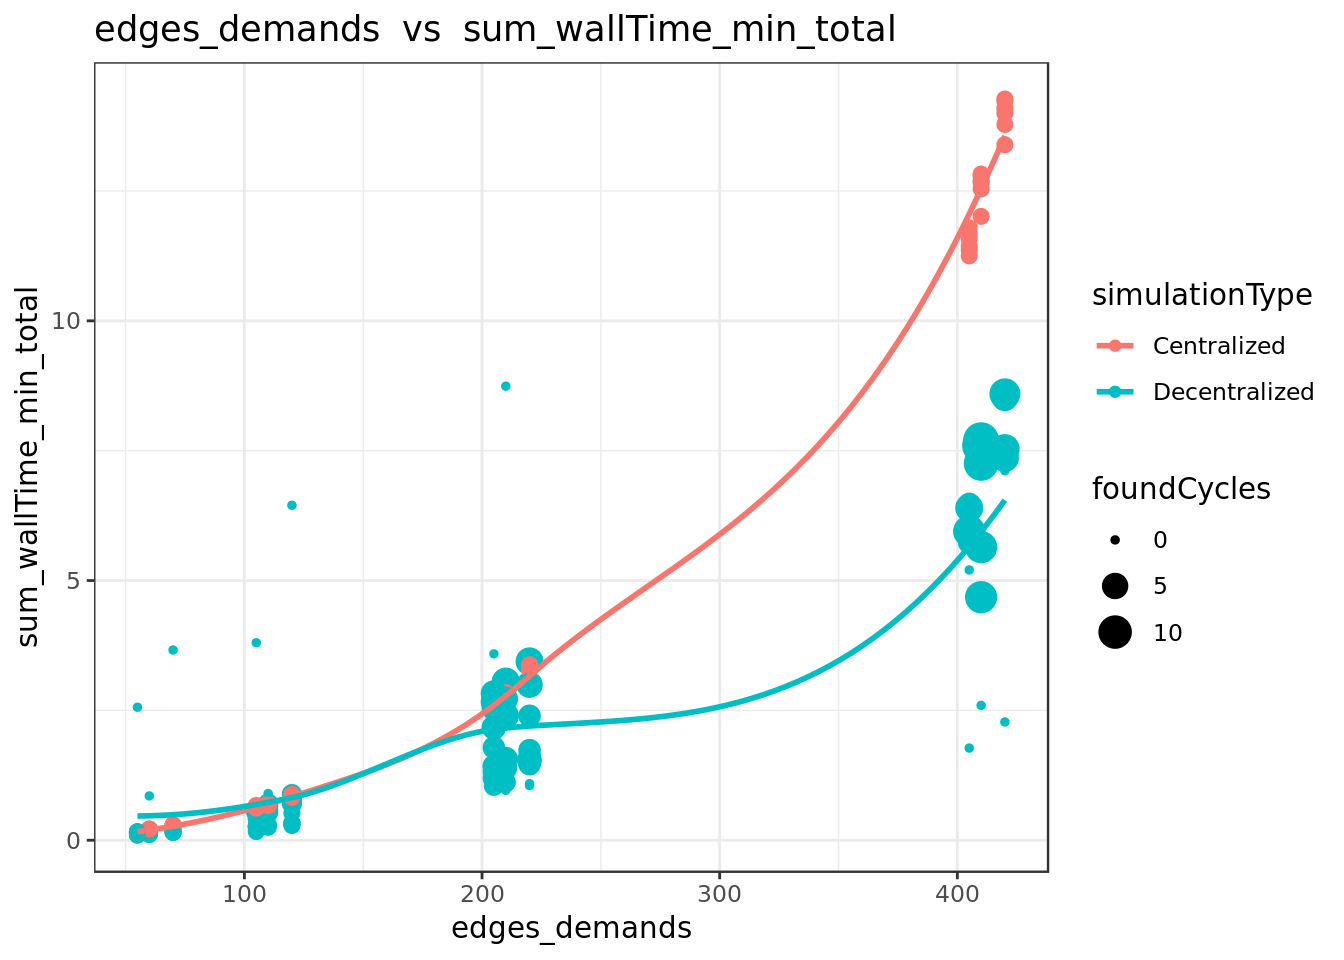 edges_demands  vs  sum_wallTime_min_total
sum_wallTime_min_total
10
5
0
100
200
300
400
edges_demands
simulationType
Centralized
Decentralized
foundCycles
0
5
10